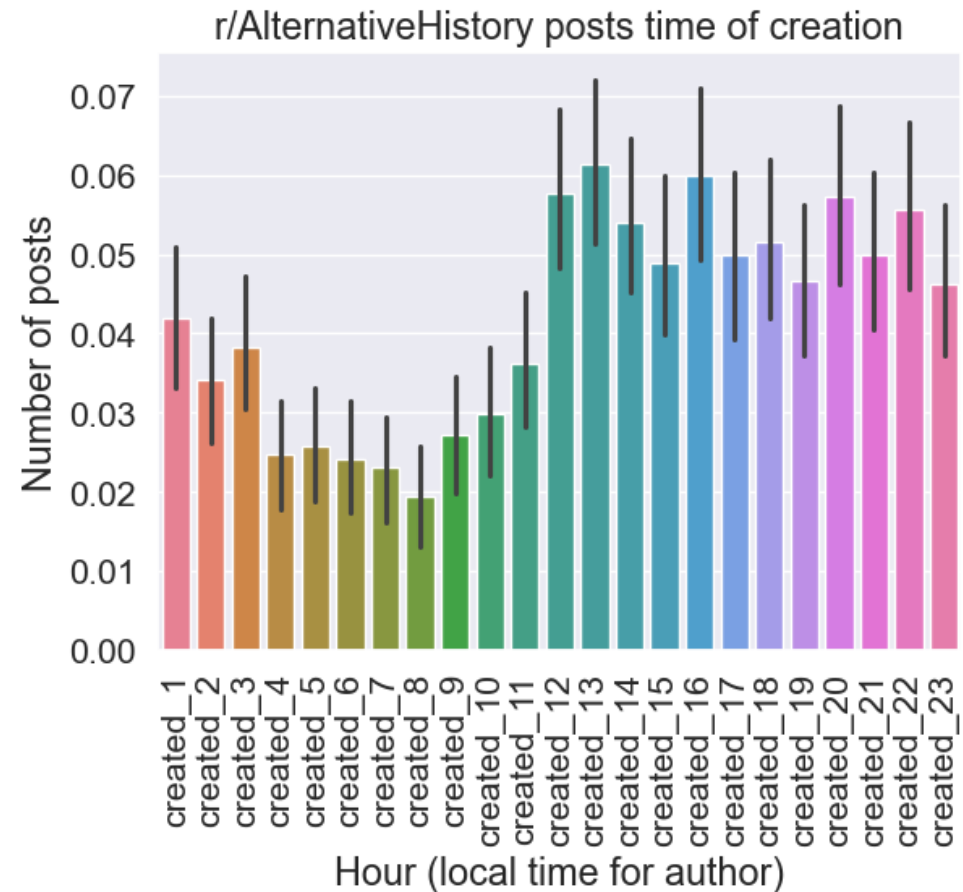 r/AlternativeHistory posts time of creation
0.07
0.06
0.05
0.04
0.03
0.02
0.01
0.00
Number of posts
created_1
created_2
created_3
created_4
created_5
created_6
created_7
created_8
created_9
created_10
created_11
created_12
created_13
created_14
created_15
created_16
created_17
created_18
created_19
created_20
created_21
created_22
created_23
Hour (local time for author)